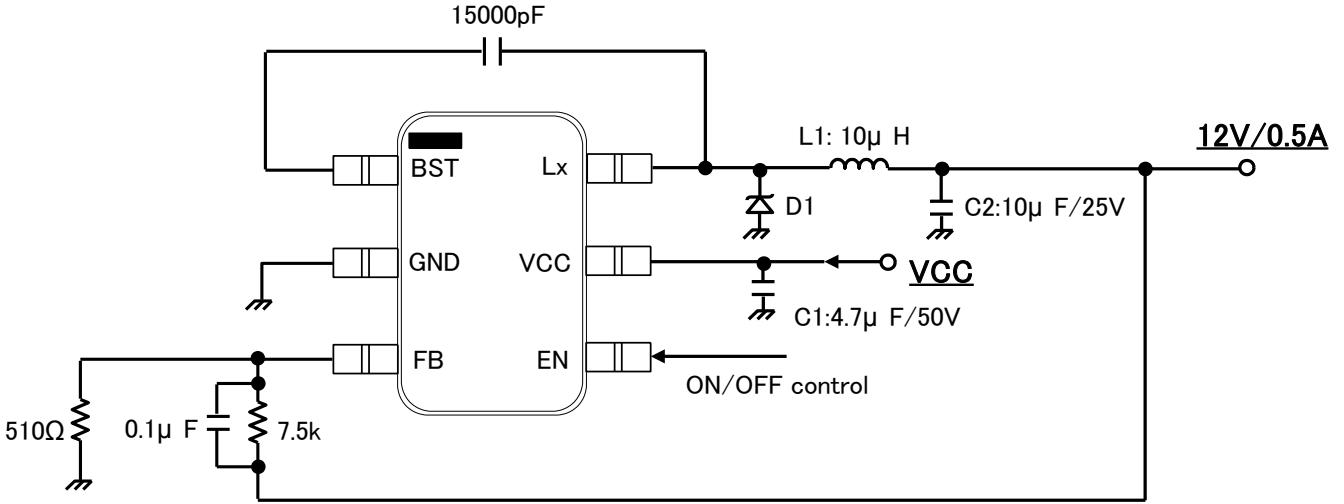 15000pF
L1: 10μ H
12V/0.5A
BST
Lx
D1
C2:10μ F/25V
GND
VCC
VCC
C1:4.7μ F/50V
FB
EN
ON/OFF control
510Ω
0.1μ F
7.5k